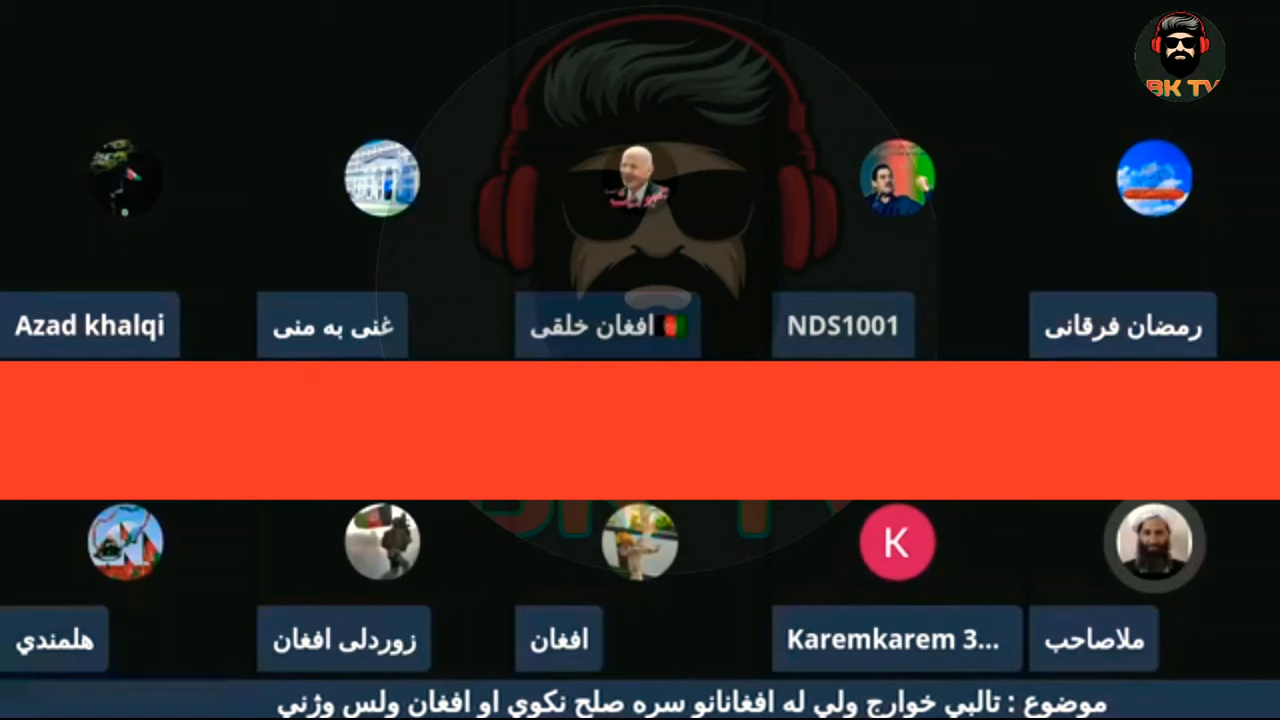 BK TV
Azad khalqi
غنی به منی
افغان خلقی
NDS1001
رمضان فرقانی
هلمندي
زوردلی افغان
افغان
Karemkarem 3...
ملاصاحب
موضوع : تالبي خوارج ولي له افغانانو سره صلح نکوي او افغان ولس وژني